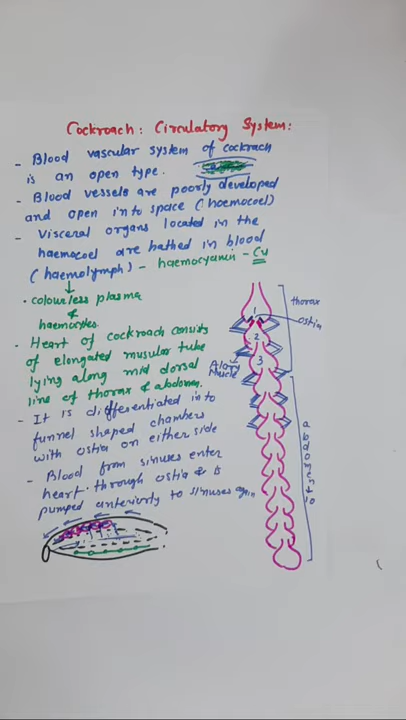 Cockroach: Circulatory System:
- Blood vascular system of cockrach
is an open type.
- Blood vessels are poorly developed
and open into space (haemocoel)
- Visceral organs located in the
haemocoel are bathed in blood
(haemolymph) - haemocyanin - Cu
↓
• colourless plasma
&
haemocytes.
- Heart of cockroach consists
of elongated musular tube
lying along mid dorsal
line of thorax & abdomen.
- It is differentiated in to
funnel shaped chambers
with ostia on either side
- Blood from sinuses enter
heart through ostia & is
pumped anteriorly to sinuses again
thorax
ostia
1
2
3
Alary
Muscle